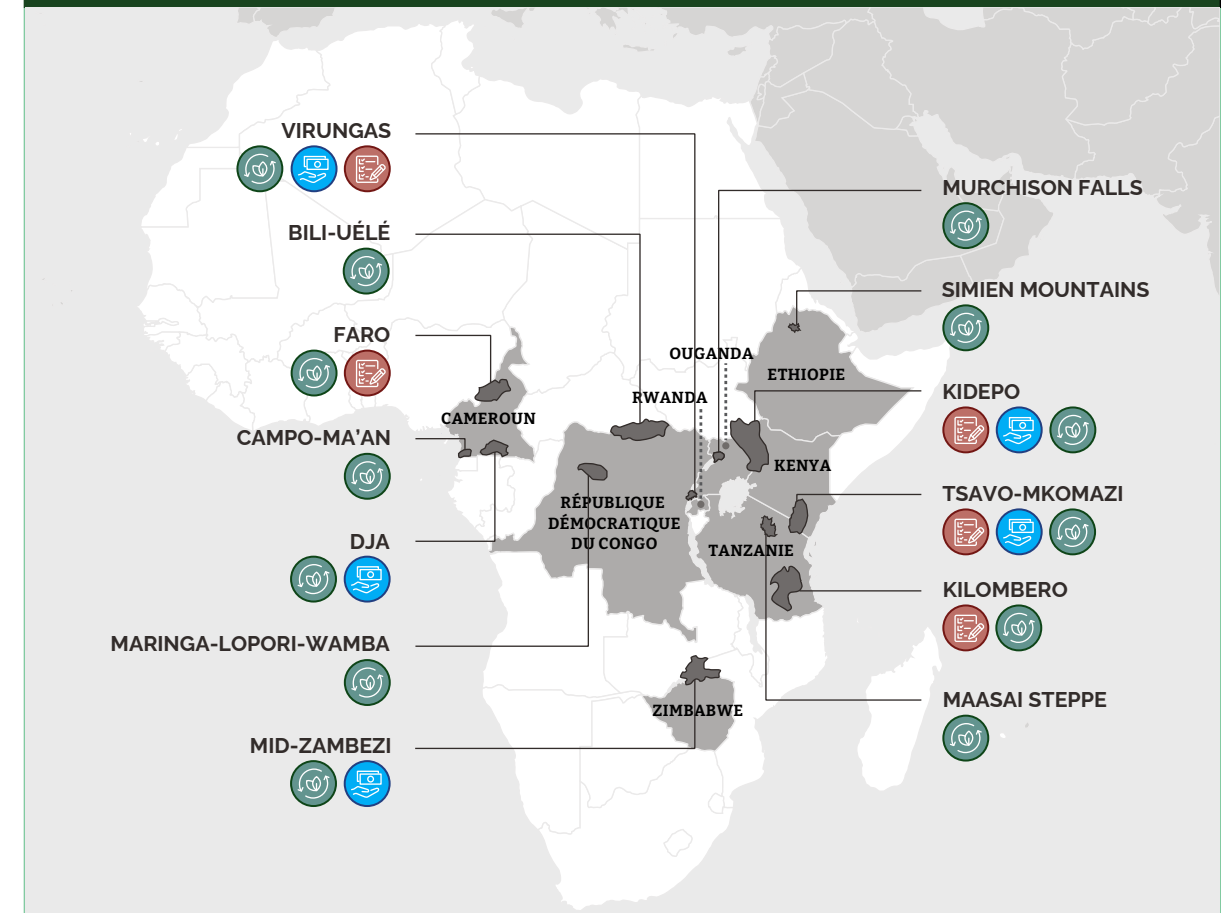 VIRUNGAS
BILI-UÉLÉ
FARO
CAMPO-MA'AN
DJA
MARINGA-LOPORI-WAMBA
MID-ZAMBEZI
CAMEROUN
RWANDA
OUGANDA
ETHIOPIE
KENYA
RÉPUBLIQUE
DÉMOCRATIQUE
DU CONGO
TANZANIE
ZIMBABWE
MURCHISON FALLS
SIMIEN MOUNTAINS
KIDEPO
TSAVO-MKOMAZI
KILOMBERO
MAASAI STEPPE